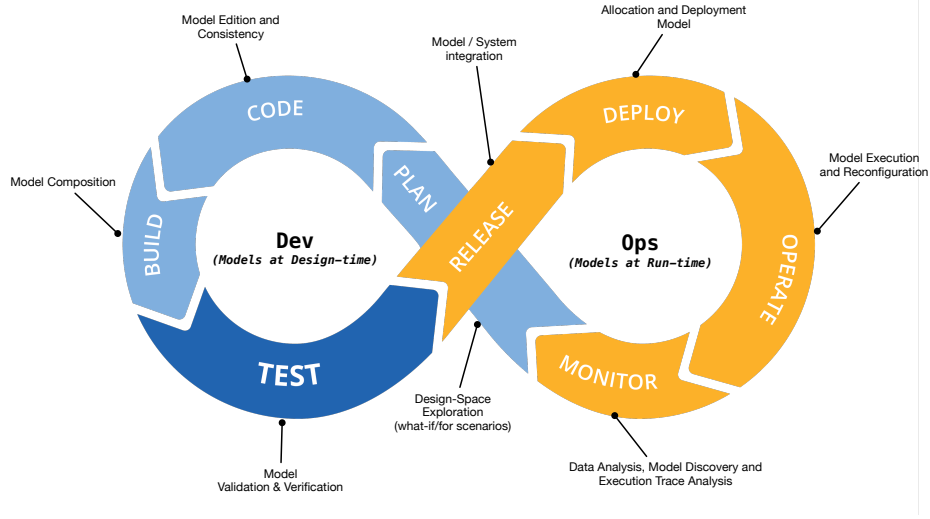 Allocation and Deployment
Model
Model Edition and
Consistency
Model / System
integration
CODE
DEPLOY
PLAN
Model Composition
Model Execution
and Reconfiguration
BUILD
RELEASE
OPERATE
Dev
(Models at Design-time)
Ops
(Models at Run-time)
TEST
MONITOR
Design-Space
Exploration
(what-if/for scenarios)
Model
Validation & Verification
Data Analysis, Model Discovery and
Execution Trace Analysis